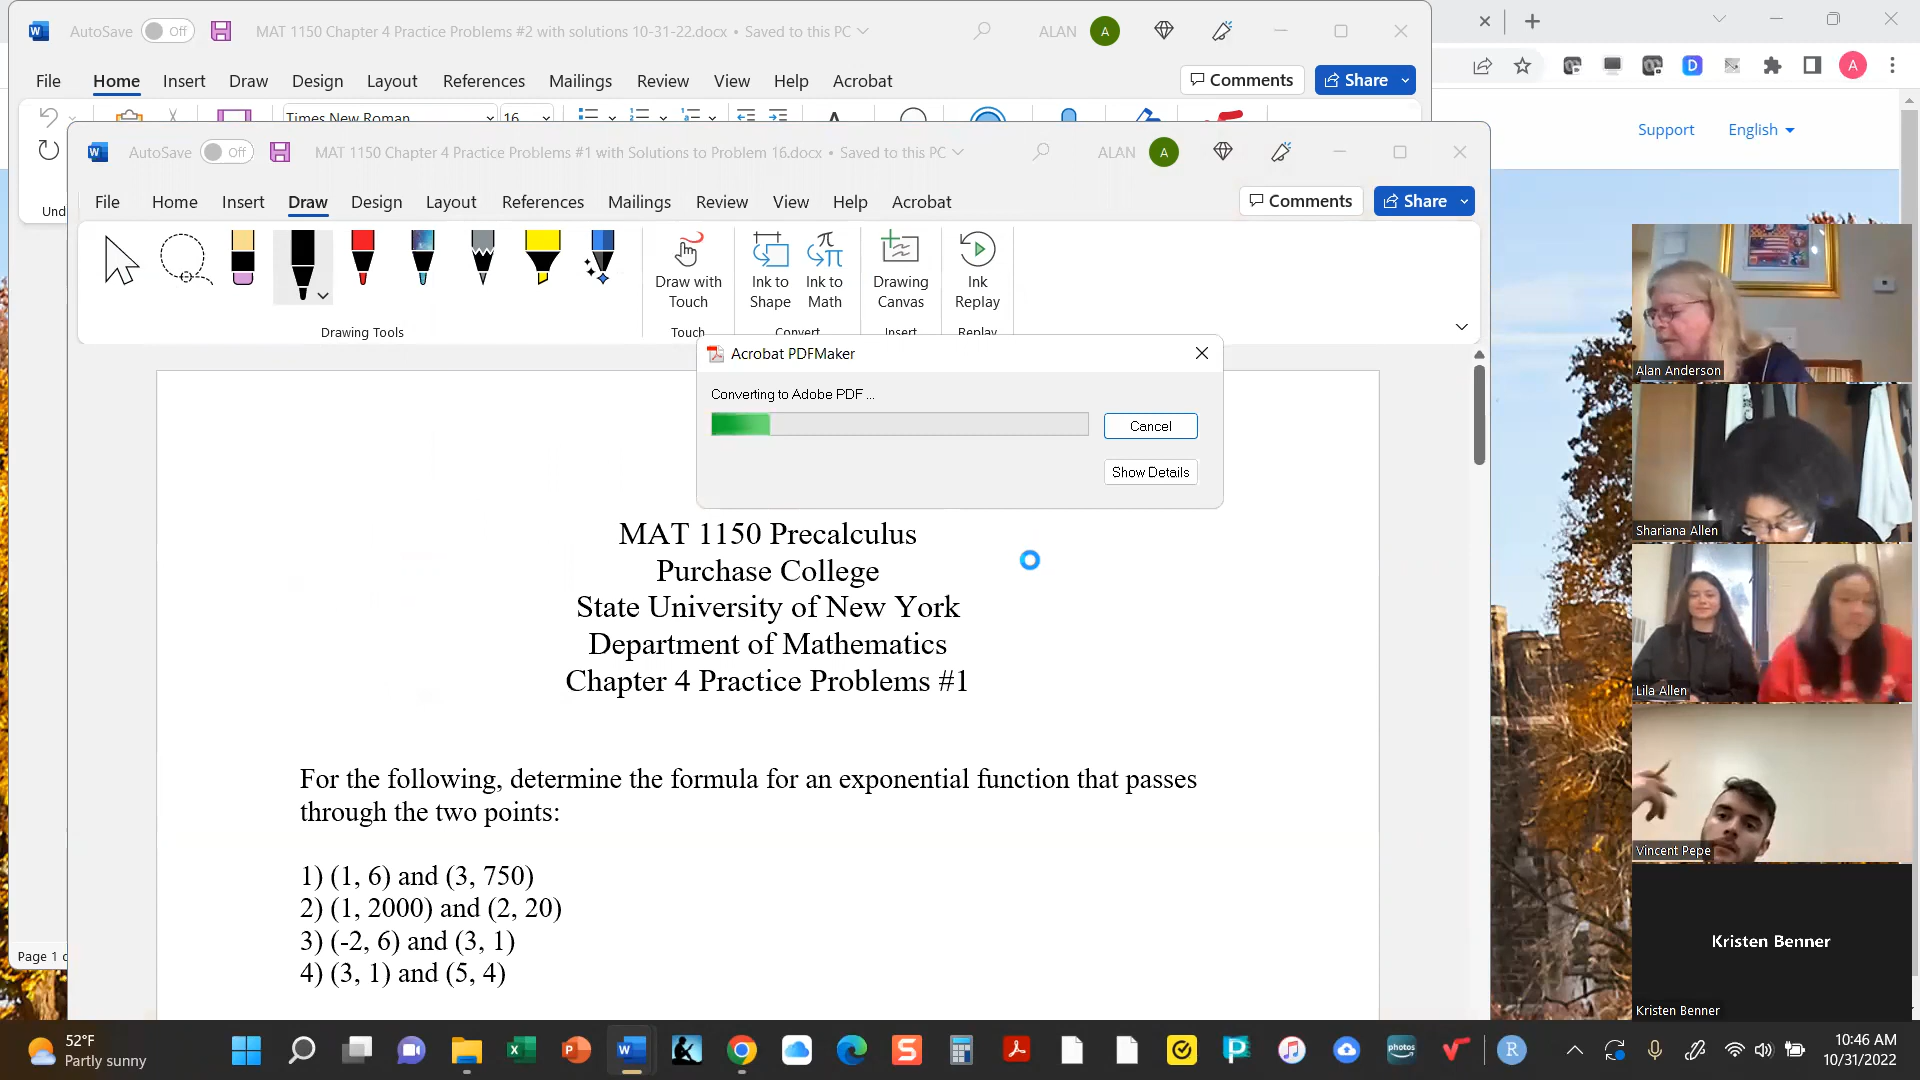 AutoSave Off MAT 1150 Chapter 4 Practice Problems #2 with solutions 10-31-22.docx • Saved to this PC ALAN A
File Home Insert Draw Design Layout References Mailings Review View Help Acrobat Comments Share
Times New Roman 16
A
Support English
Und
AutoSave Off MAT 1150 Chapter 4 Practice Problems #1 with Solutions to Problem 16.docx • Saved to this PC ALAN A
File Home Insert Draw Design Layout References Mailings Review View Help Acrobat Comments Share
Draw with Touch
Ink to Shape
Ink to Math
Drawing Canvas
Ink Replay
Drawing Tools Touch Convert Insert Replay
Acrobat PDFMaker
Converting to Adobe PDF ...
Cancel
Show Details
MAT 1150 Precalculus
Purchase College
State University of New York
Department of Mathematics
Chapter 4 Practice Problems #1
For the following, determine the formula for an exponential function that passes
through the two points:
1) (1, 6) and (3, 750)
2) (1, 2000) and (2, 20)
3) (-2, 6) and (3, 1)
4) (3, 1) and (5, 4)
Page 1
Alan Anderson
Shariana Allen
Lila Allen
Vincent Pepe
Kristen Benner
Kristen Benner
52°F
Partly sunny
photos
10:46 AM
10/31/2022